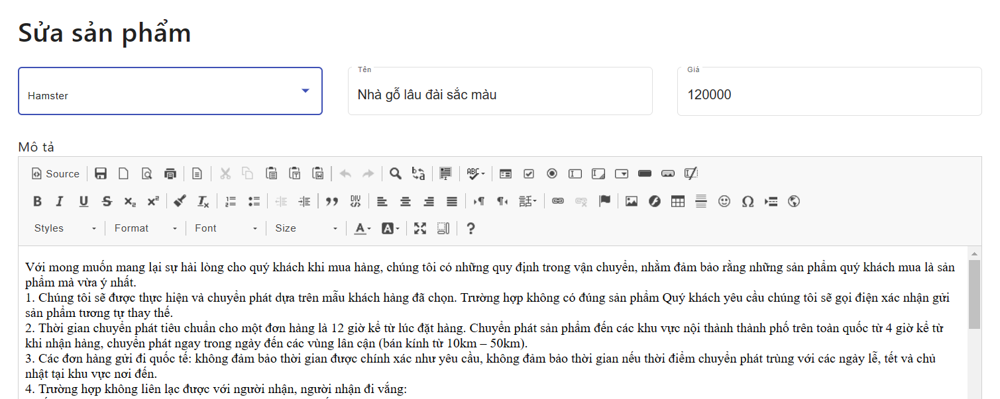 Sửa sản phẩm
Hamster
Tên
Nhà gỗ lâu đài sắc màu
Giá
120000
Mô tả
Source
Styles
Format
Font
Size
Với mong muốn mang lại sự hài lòng cho quý khách khi mua hàng, chúng tôi có những quy định trong vận chuyển, nhằm đảm bảo rằng những sản phẩm quý khách mua là sản
phẩm mà vừa ý nhất.
1. Chúng tôi sẽ được thực hiện và chuyển phát dựa trên mẫu khách hàng đã chọn. Trường hợp không có đúng sản phẩm Quý khách yêu cầu chúng tôi sẽ gọi điện xác nhận gửi
sản phẩm tương tự thay thế.
2. Thời gian chuyển phát tiêu chuẩn cho một đơn hàng là 12 giờ kể từ lúc đặt hàng. Chuyển phát sản phẩm đến các khu vực nội thành thành phố trên toàn quốc từ 4 giờ kể từ
khi nhận hàng, chuyển phát ngay trong ngày đến các vùng lân cận (bán kính từ 10km – 50km).
3. Các đơn hàng gửi đi quốc tế: không đảm bảo thời gian được chính xác như yêu cầu, không đảm bảo thời gian nếu thời điểm chuyển phát trùng với các ngày lễ, tết và chủ
nhật tại khu vực nơi đến.
4. Trường hợp không liên lạc được với người nhận, người nhận đi vắng: